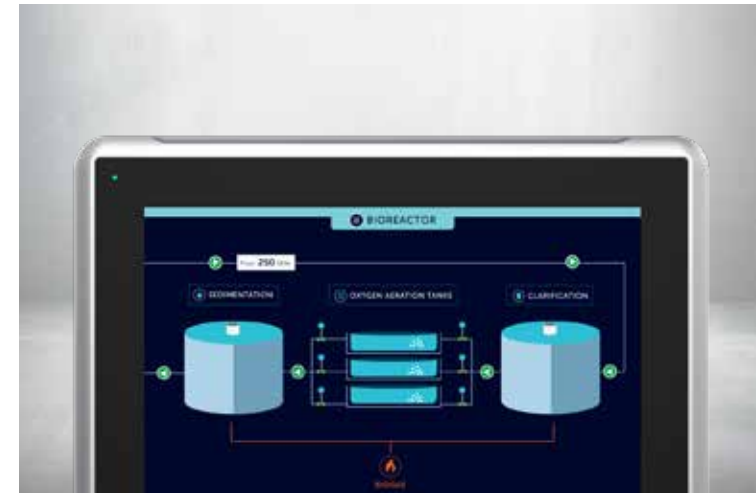 BIOREACTOR
250
SEDIMENTATION
OXYGEN AERATION TANKS
CLARIFICATION